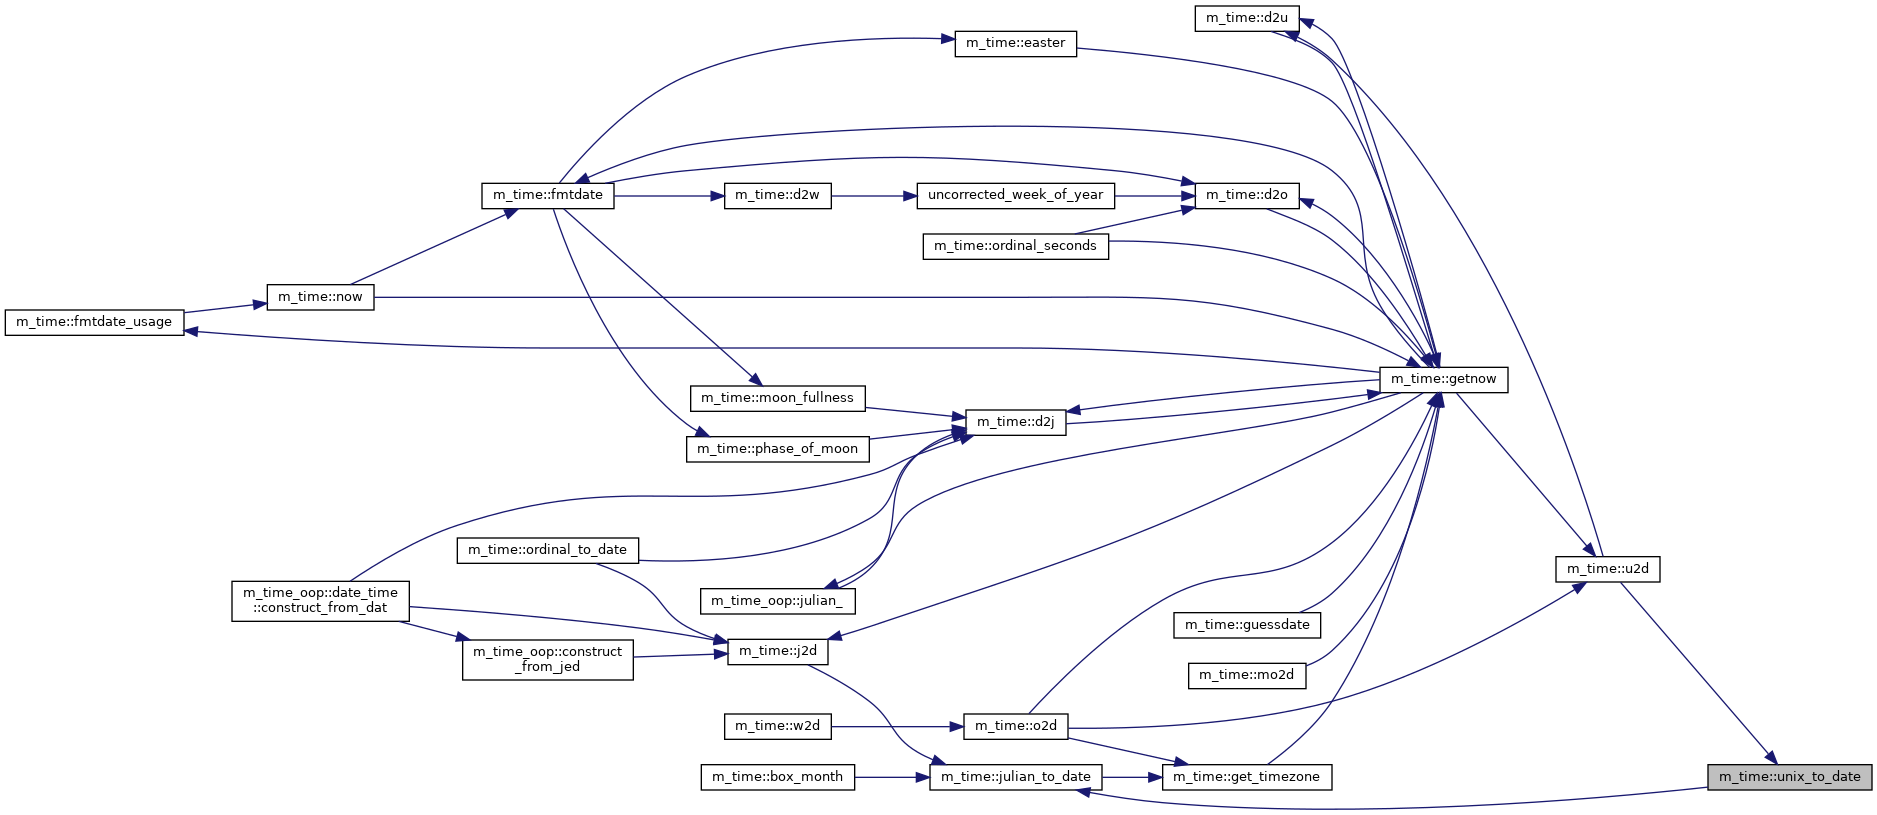 m_time::d2u
m_time::easter
m_time::fmtdate
m_time::d2w
uncorrected_week_of_year
m_time::d2o
m_time::ordinal_seconds
m_time::now
m_time::fmtdate_usage
m_time::getnow
m_time::moon_fullness
m_time::d2j
m_time::phase_of_moon
m_time::ordinal_to_date
m_time::u2d
m_time_oop::date_time
::construct_from_dat
m_time_oop::julian_
m_time::guessdate
m_time_oop::construct
_from_jed
m_time::j2d
m_time::mo2d
m_time::w2d
m_time::o2d
m_time::box_month
m_time::julian_to_date
m_time::get_timezone
m_time::unix_to_date